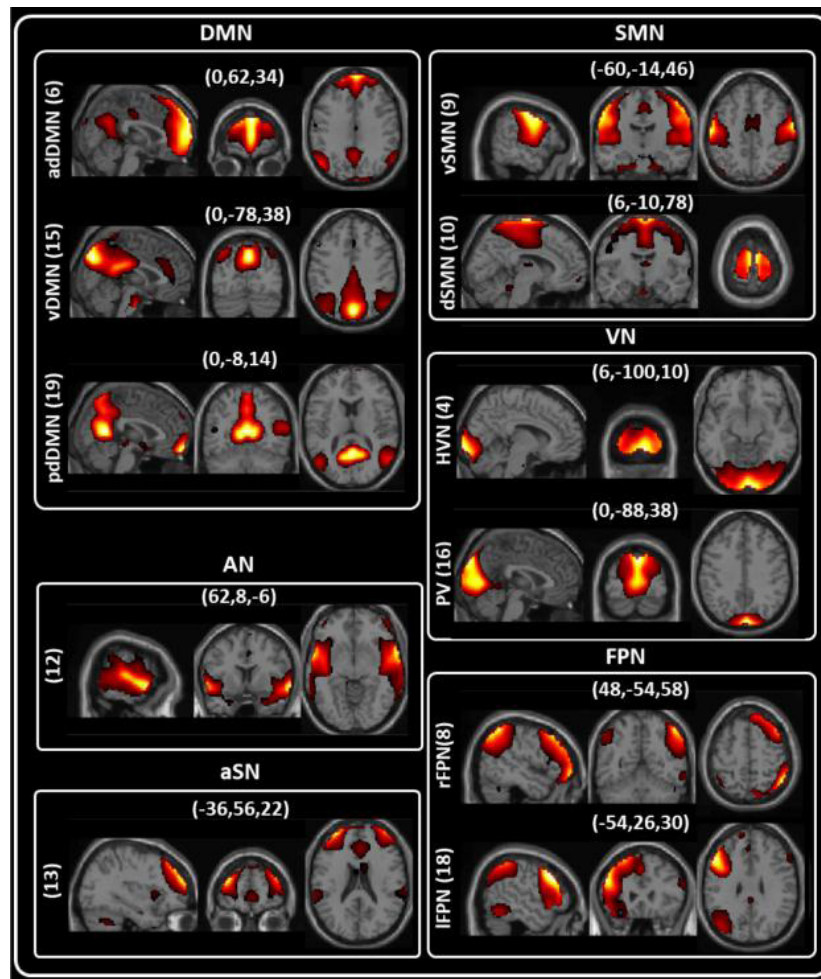 DMN
adDMN (6)
(0,62,34)
vDMN (15)
(0,-78,38)
pdDMN (19)
(0,-8,14)
AN
(12)
(62,8,-6)
aSN
(13)
(-36,56,22)
SMN
vSMN (9)
(-60,-14,46)
dSMN (10)
(6,-10,78)
VN
HVN (4)
(6,-100,10)
PV (16)
(0,-88,38)
FPN
rFPN(8)
(48,-54,58)
lFPN (18)
(-54,26,30)